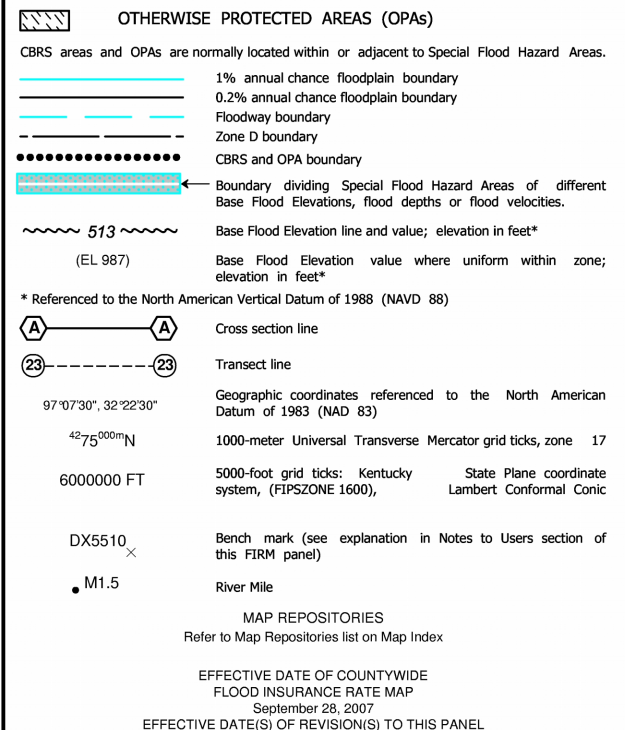 OTHERWISE PROTECTED AREAS (OPAs)
CBRS areas and OPAs are normally located within or adjacent to Special Flood Hazard Areas.
1% annual chance floodplain boundary
0.2% annual chance floodplain boundary
Floodway boundary
Zone D boundary
CBRS and OPA boundary
Boundary dividing Special Flood Hazard Areas of different
Base Flood Elevations, flood depths or flood velocities.
513 Base Flood Elevation line and value; elevation in feet*
(EL 987) Base Flood Elevation value where uniform within zone;
elevation in feet*
* Referenced to the North American Vertical Datum of 1988 (NAVD 88)
A A Cross section line
23 23 Transect line
97°07'30", 32°22'30" Geographic coordinates referenced to the North American
Datum of 1983 (NAD 83)
4275000mN 1000-meter Universal Transverse Mercator grid ticks, zone 17
6000000 FT 5000-foot grid ticks: Kentucky State Plane coordinate
system, (FIPSZONE 1600), Lambert Conformal Conic
DX5510 Bench mark (see explanation in Notes to Users section of
this FIRM panel)
M1.5 River Mile
MAP REPOSITORIES
Refer to Map Repositories list on Map Index
EFFECTIVE DATE OF COUNTYWIDE
FLOOD INSURANCE RATE MAP
September 28, 2007
EFFECTIVE DATE(S) OF REVISION(S) TO THIS PANEL